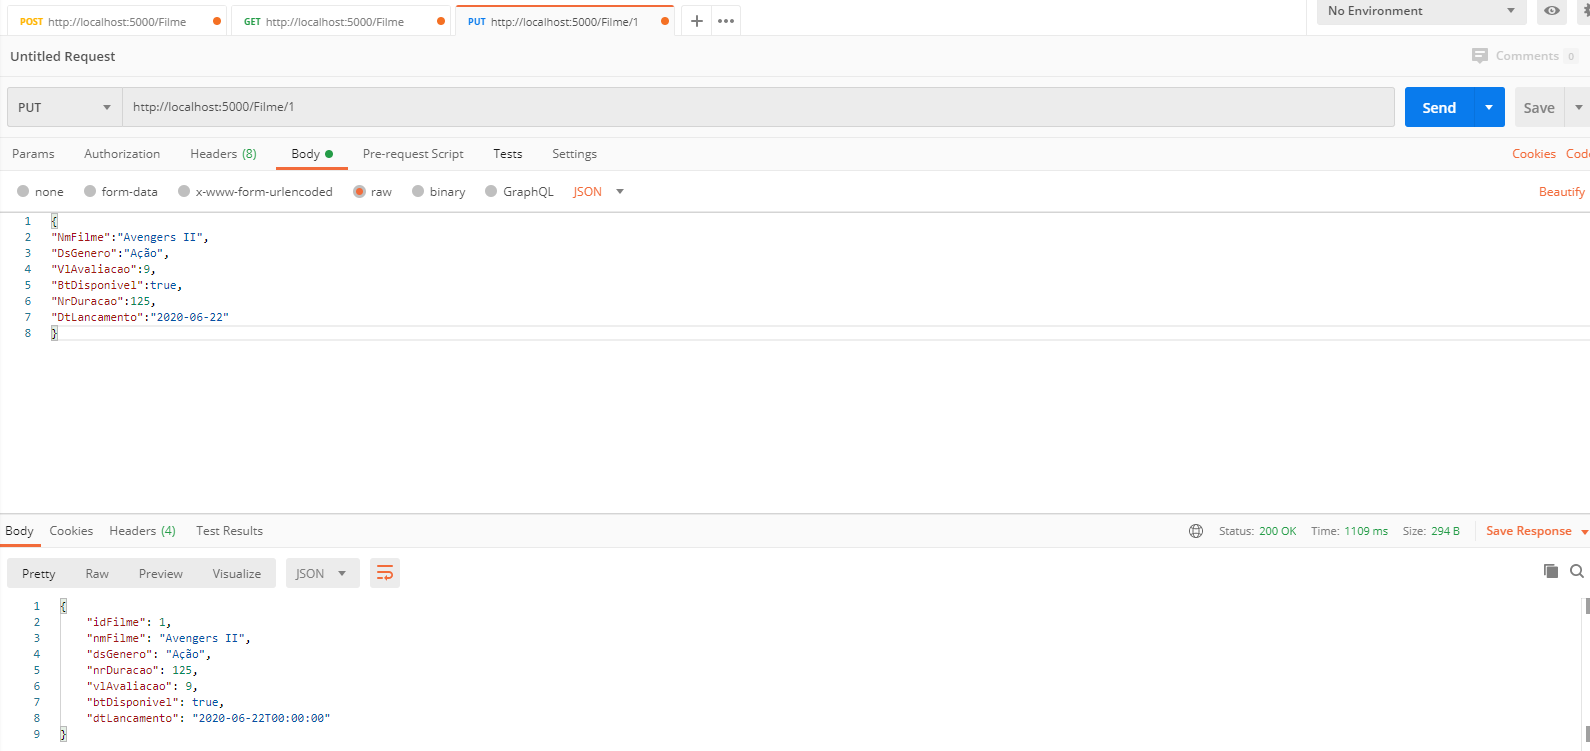 POST http://localhost:5000/Filme GET http://localhost:5000/Filme PUT http://localhost:5000/Filme/1 No Environment
Untitled Request Comments 0
PUT http://localhost:5000/Filme/1 Send Save
Params Authorization Headers (8) Body Pre-request Script Tests Settings Cookies Code
none form-data x-www-form-urlencoded raw binary GraphQL JSON Beautify
1 {
2 "NmFilme":"Avengers II",
3 "DsGenero":"Ação",
4 "VlAvaliacao":9,
5 "BtDisponivel":true,
6 "NrDuracao":125,
7 "DtLancamento":"2020-06-22"
8 }
Body Cookies Headers (4) Test Results Status: 200 OK Time: 1109 ms Size: 294 B Save Response
Pretty Raw Preview Visualize JSON
1 {
2 "idFilme": 1,
3 "nmFilme": "Avengers II",
4 "dsGenero": "Ação",
5 "nrDuracao": 125,
6 "vlAvaliacao": 9,
7 "btDisponivel": true,
8 "dtLancamento": "2020-06-22T00:00:00"
9 }